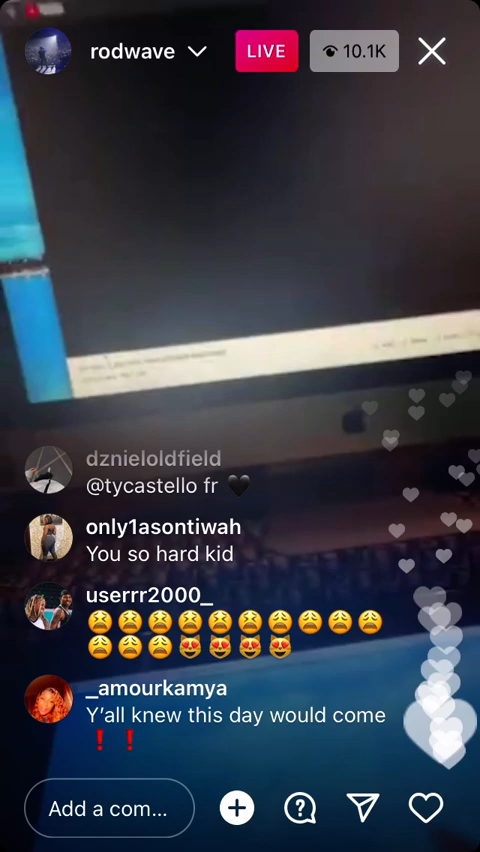 rodwave
LIVE
10.1K
dznieloldfield
@tycastello fr 🖤
only1asontiwah
You so hard kid
userrr2000_
😫😫😫😫😫😫😩😩😩😩
😩😩😩😻😻😻😻
_amourkamya
Y’all knew this day would come
❗❗
Add a com...